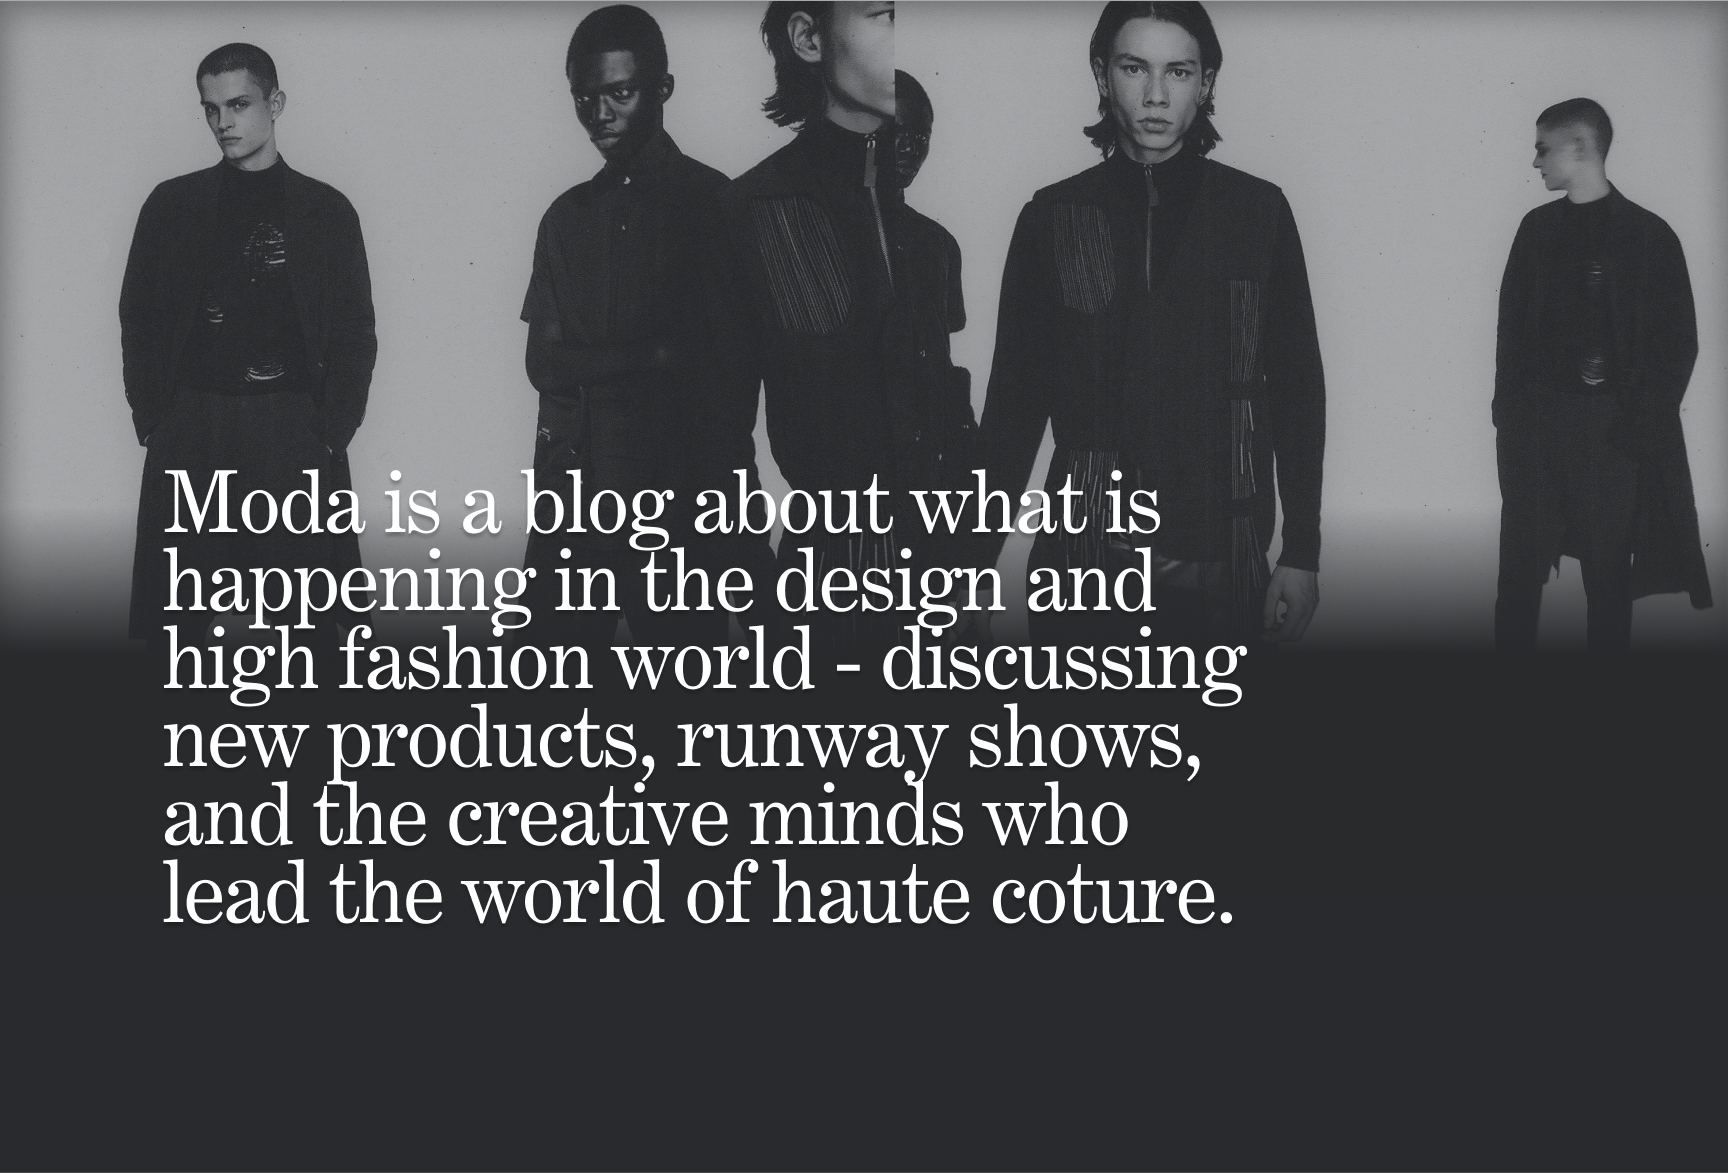 Moda is a blog about what is
happening in the design and
high fashion world - discussing
new products, runway shows,
and the creative minds who
lead the world of haute coture.